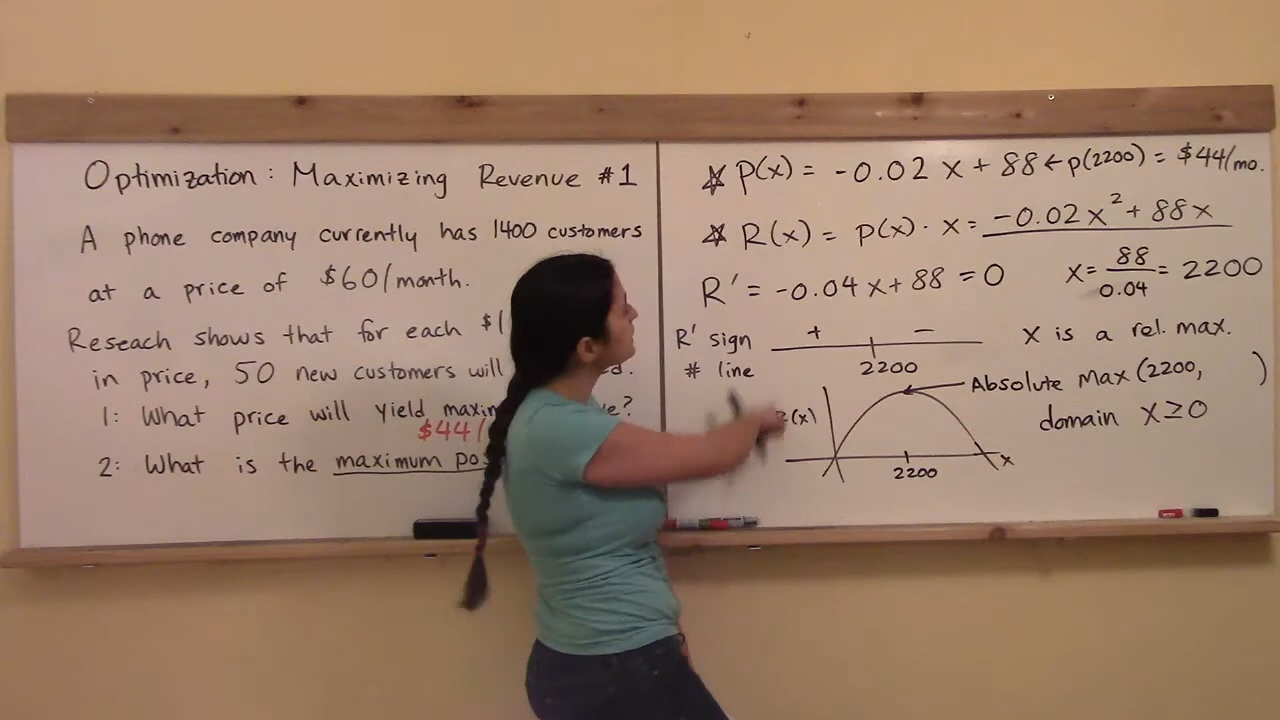 Optimization: Maximizing Revenue #1
A phone company currently has 1400 customers
at a price of $60/month.
Reseach shows that for each $1
in price, 50 new customers will
1: What price will yield
$44/
2: What is the maximum
p(x) = -0.02x + 88 ← p(2200) = $44/mo.
R(x) = p(x) · x = -0.02x² + 88x
R' = -0.04x + 88 = 0 x = 88/0.04 = 2200
R' sign + − x is a rel. max.
# line 2200
Absolute Max (2200, )
(x) domain x ≥ 0
x
2200